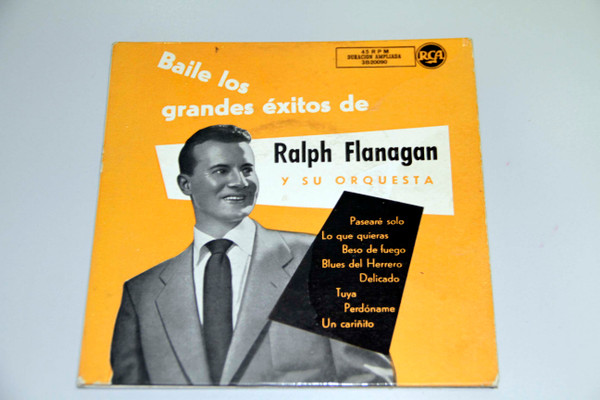 45 RPM
DURACION AMPLIADA
RCA
Baile los
grandes éxitos de
Ralph Flanagan
Y SU ORQUESTA
Pasearé solo
Lo que quieras
Beso de fuego
Blues del Herrero
Delicado
Tuya
Perdóname
Un cariñito